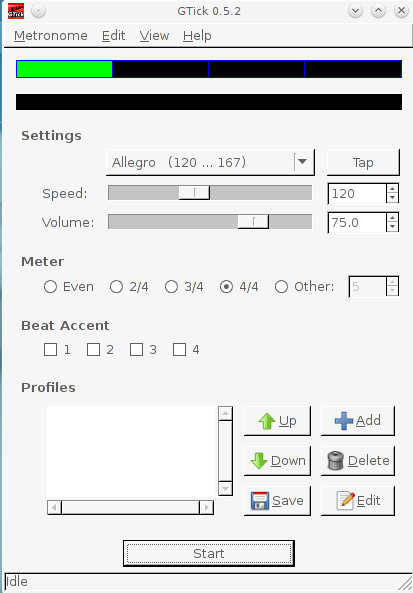 GTick 0.5.2
Metronome Edit View Help
Settings
Allegro (120 ... 167) Tap
Speed: 120
Volume: 75.0
Meter
Even 2/4 3/4 4/4 Other: 5
Beat Accent
1 2 3 4
Profiles
Up Add
Down Delete
Save Edit
Start
Idle